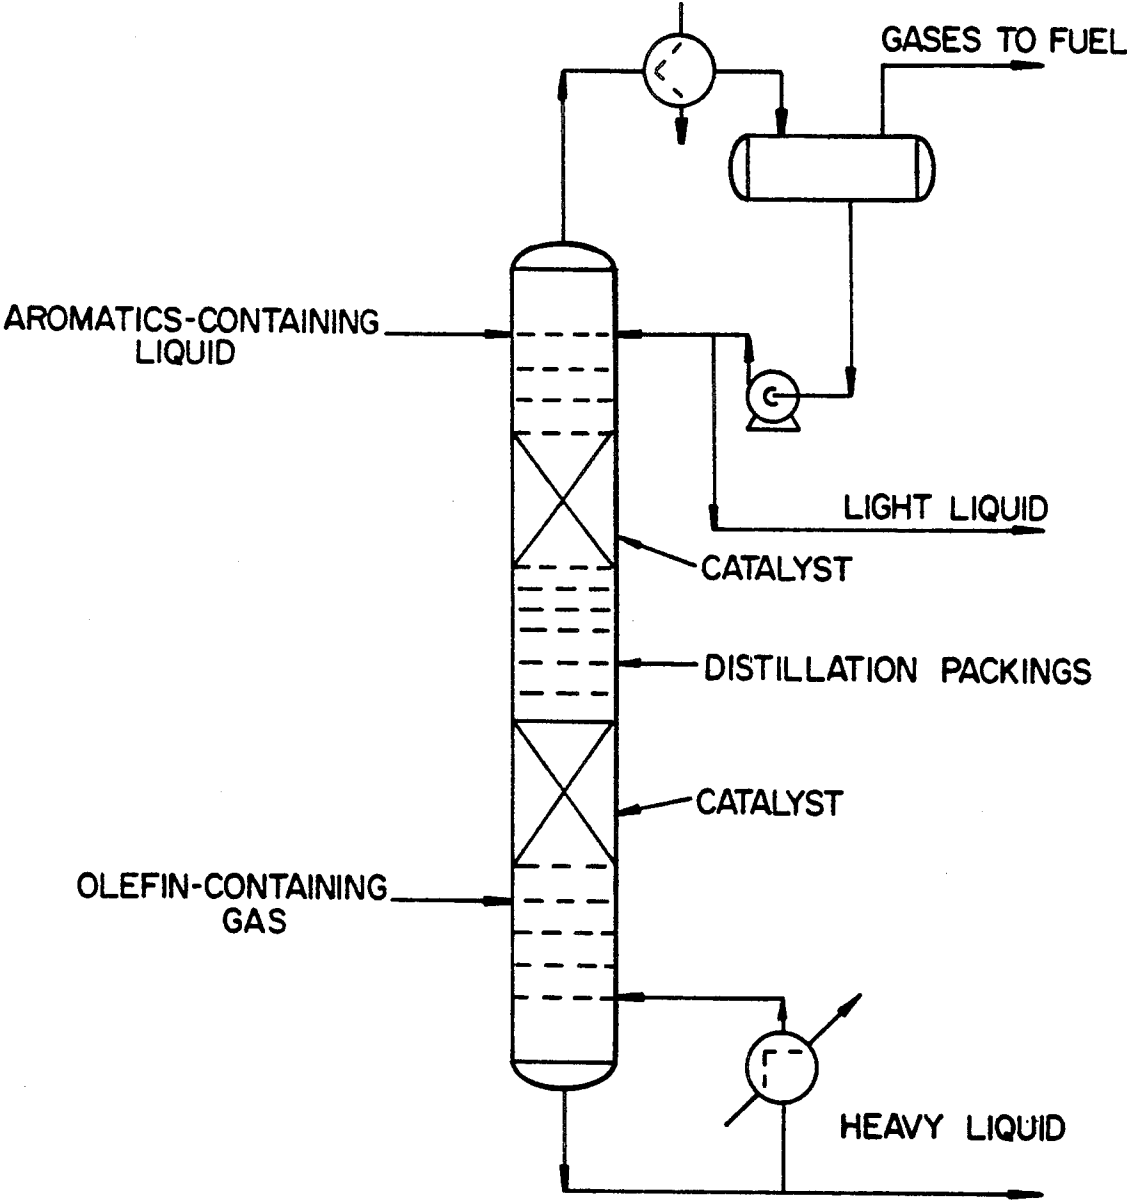 GASES TO FUEL
AROMATICS-CONTAINING
LIQUID
LIGHT LIQUID
CATALYST
DISTILLATION PACKINGS
CATALYST
OLEFIN-CONTAINING
GAS
HEAVY LIQUID